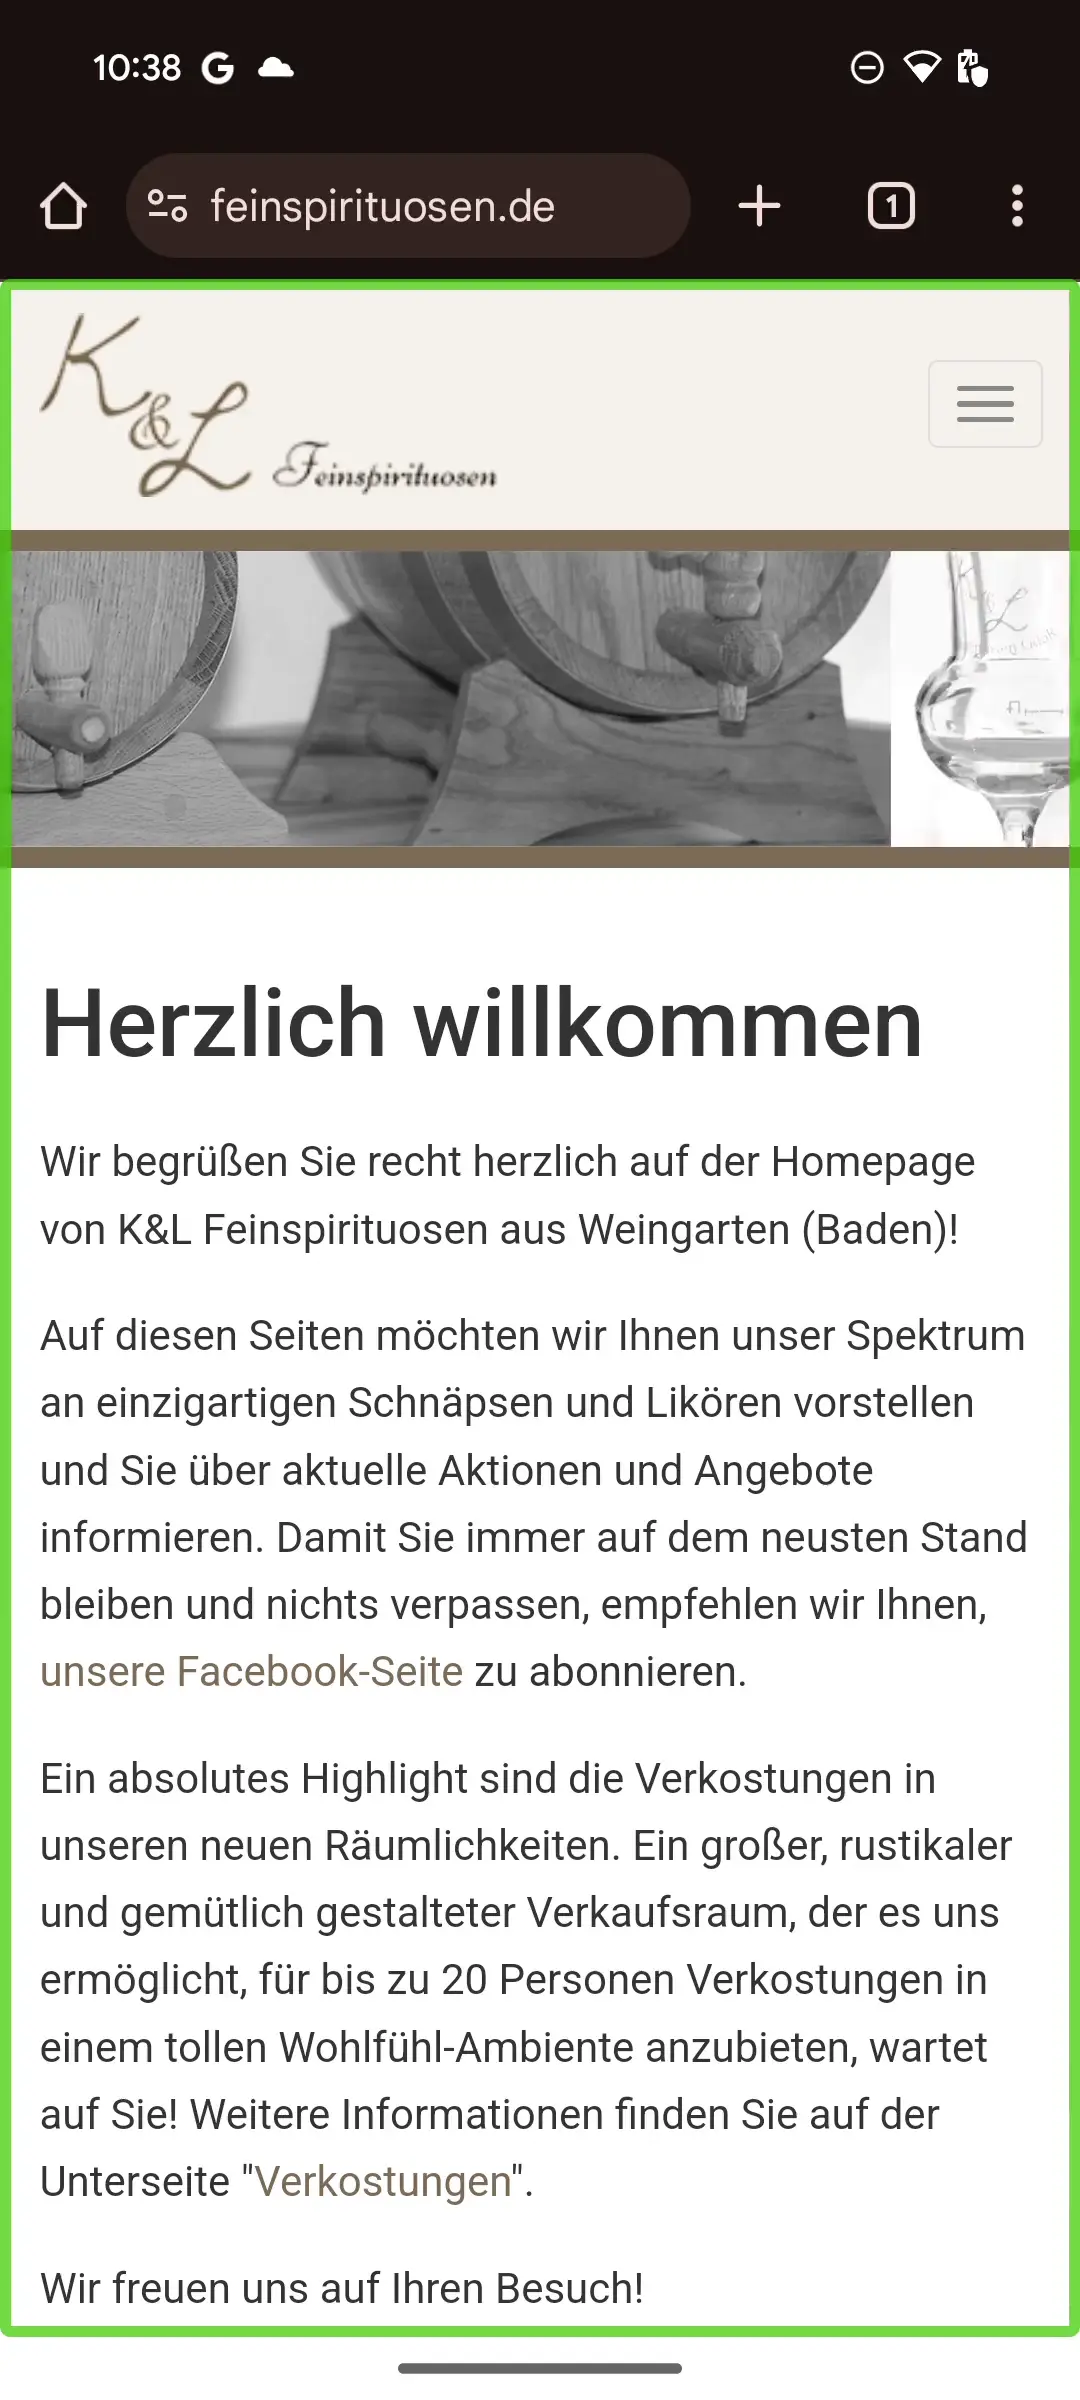 10:38
feinspirituosen.de
1
K&L Feinspirituosen
K&L
Herzlich willkommen
Wir begrüßen Sie recht herzlich auf der Homepage
von K&L Feinspirituosen aus Weingarten (Baden)!
Auf diesen Seiten möchten wir Ihnen unser Spektrum
an einzigartigen Schnäpsen und Likören vorstellen
und Sie über aktuelle Aktionen und Angebote
informieren. Damit Sie immer auf dem neusten Stand
bleiben und nichts verpassen, empfehlen wir Ihnen,
unsere Facebook-Seite zu abonnieren.
Ein absolutes Highlight sind die Verkostungen in
unseren neuen Räumlichkeiten. Ein großer, rustikaler
und gemütlich gestalteter Verkaufsraum, der es uns
ermöglicht, für bis zu 20 Personen Verkostungen in
einem tollen Wohlfühl-Ambiente anzubieten, wartet
auf Sie! Weitere Informationen finden Sie auf der
Unterseite "Verkostungen".
Wir freuen uns auf Ihren Besuch!